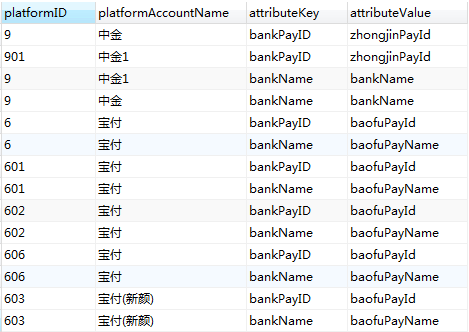 platformID platformAccountName attributeKey attributeValue
9 中金 bankPayID zhongjinPayId
901 中金1 bankPayID zhongjinPayId
9 中金1 bankName bankName
9 中金 bankName bankName
6 宝付 bankPayID baofuPayId
6 宝付 bankName baofuPayName
601 宝付 bankPayID baofuPayId
601 宝付 bankName baofuPayName
602 宝付 bankPayID baofuPayId
602 宝付 bankName baofuPayName
606 宝付 bankPayID baofuPayId
606 宝付 bankName baofuPayName
603 宝付(新颜) bankPayID baofuPayId
603 宝付(新颜) bankName baofuPayName